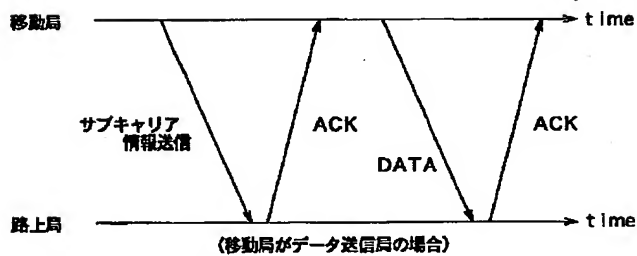 移動局
time
サブキャリア
情報送信
ACK
DATA
ACK
路上局
time
(移動局がデータ送信局の場合)